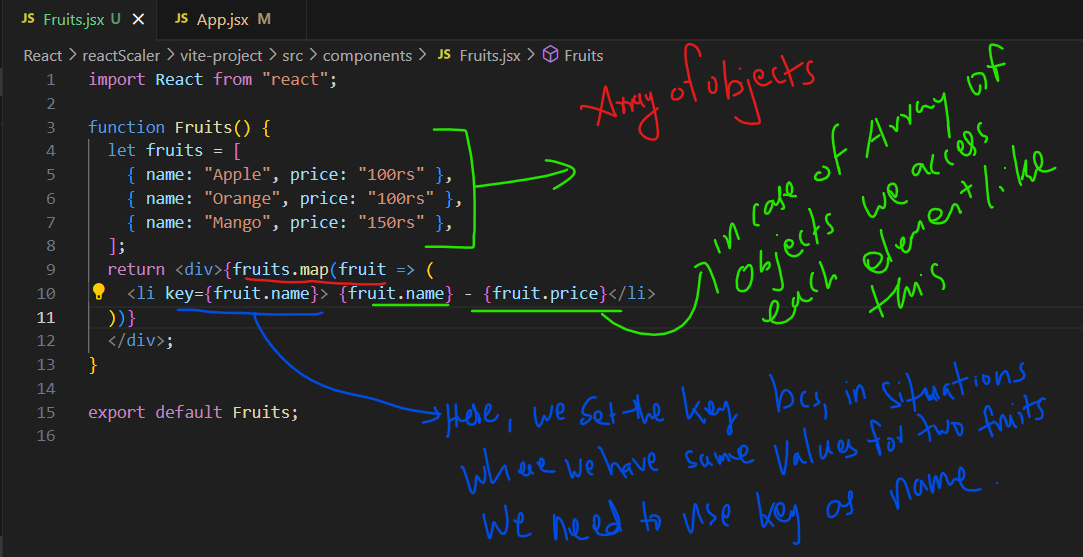 JS Fruits.jsx U ×
JS App.jsx M
React > reactScaler > vite-project > src > components > JS Fruits.jsx > Fruits
1 import React from "react";
2
3 function Fruits() {
4 let fruits = [
5 { name: "Apple", price: "100rs" },
6 { name: "Orange", price: "100rs" },
7 { name: "Mango", price: "150rs" },
8 ];
9 return <div>{fruits.map(fruit => (
10 <li key={fruit.name}> {fruit.name} - {fruit.price}</li>
11 ))}
12 </div>;
13 }
14
15 export default Fruits;
16
Array of objects
in case of Array of
objects we acces
each element like
this
Here, we set the key bcs, in situations
where we have same values for two fruits
we need to use key as name.